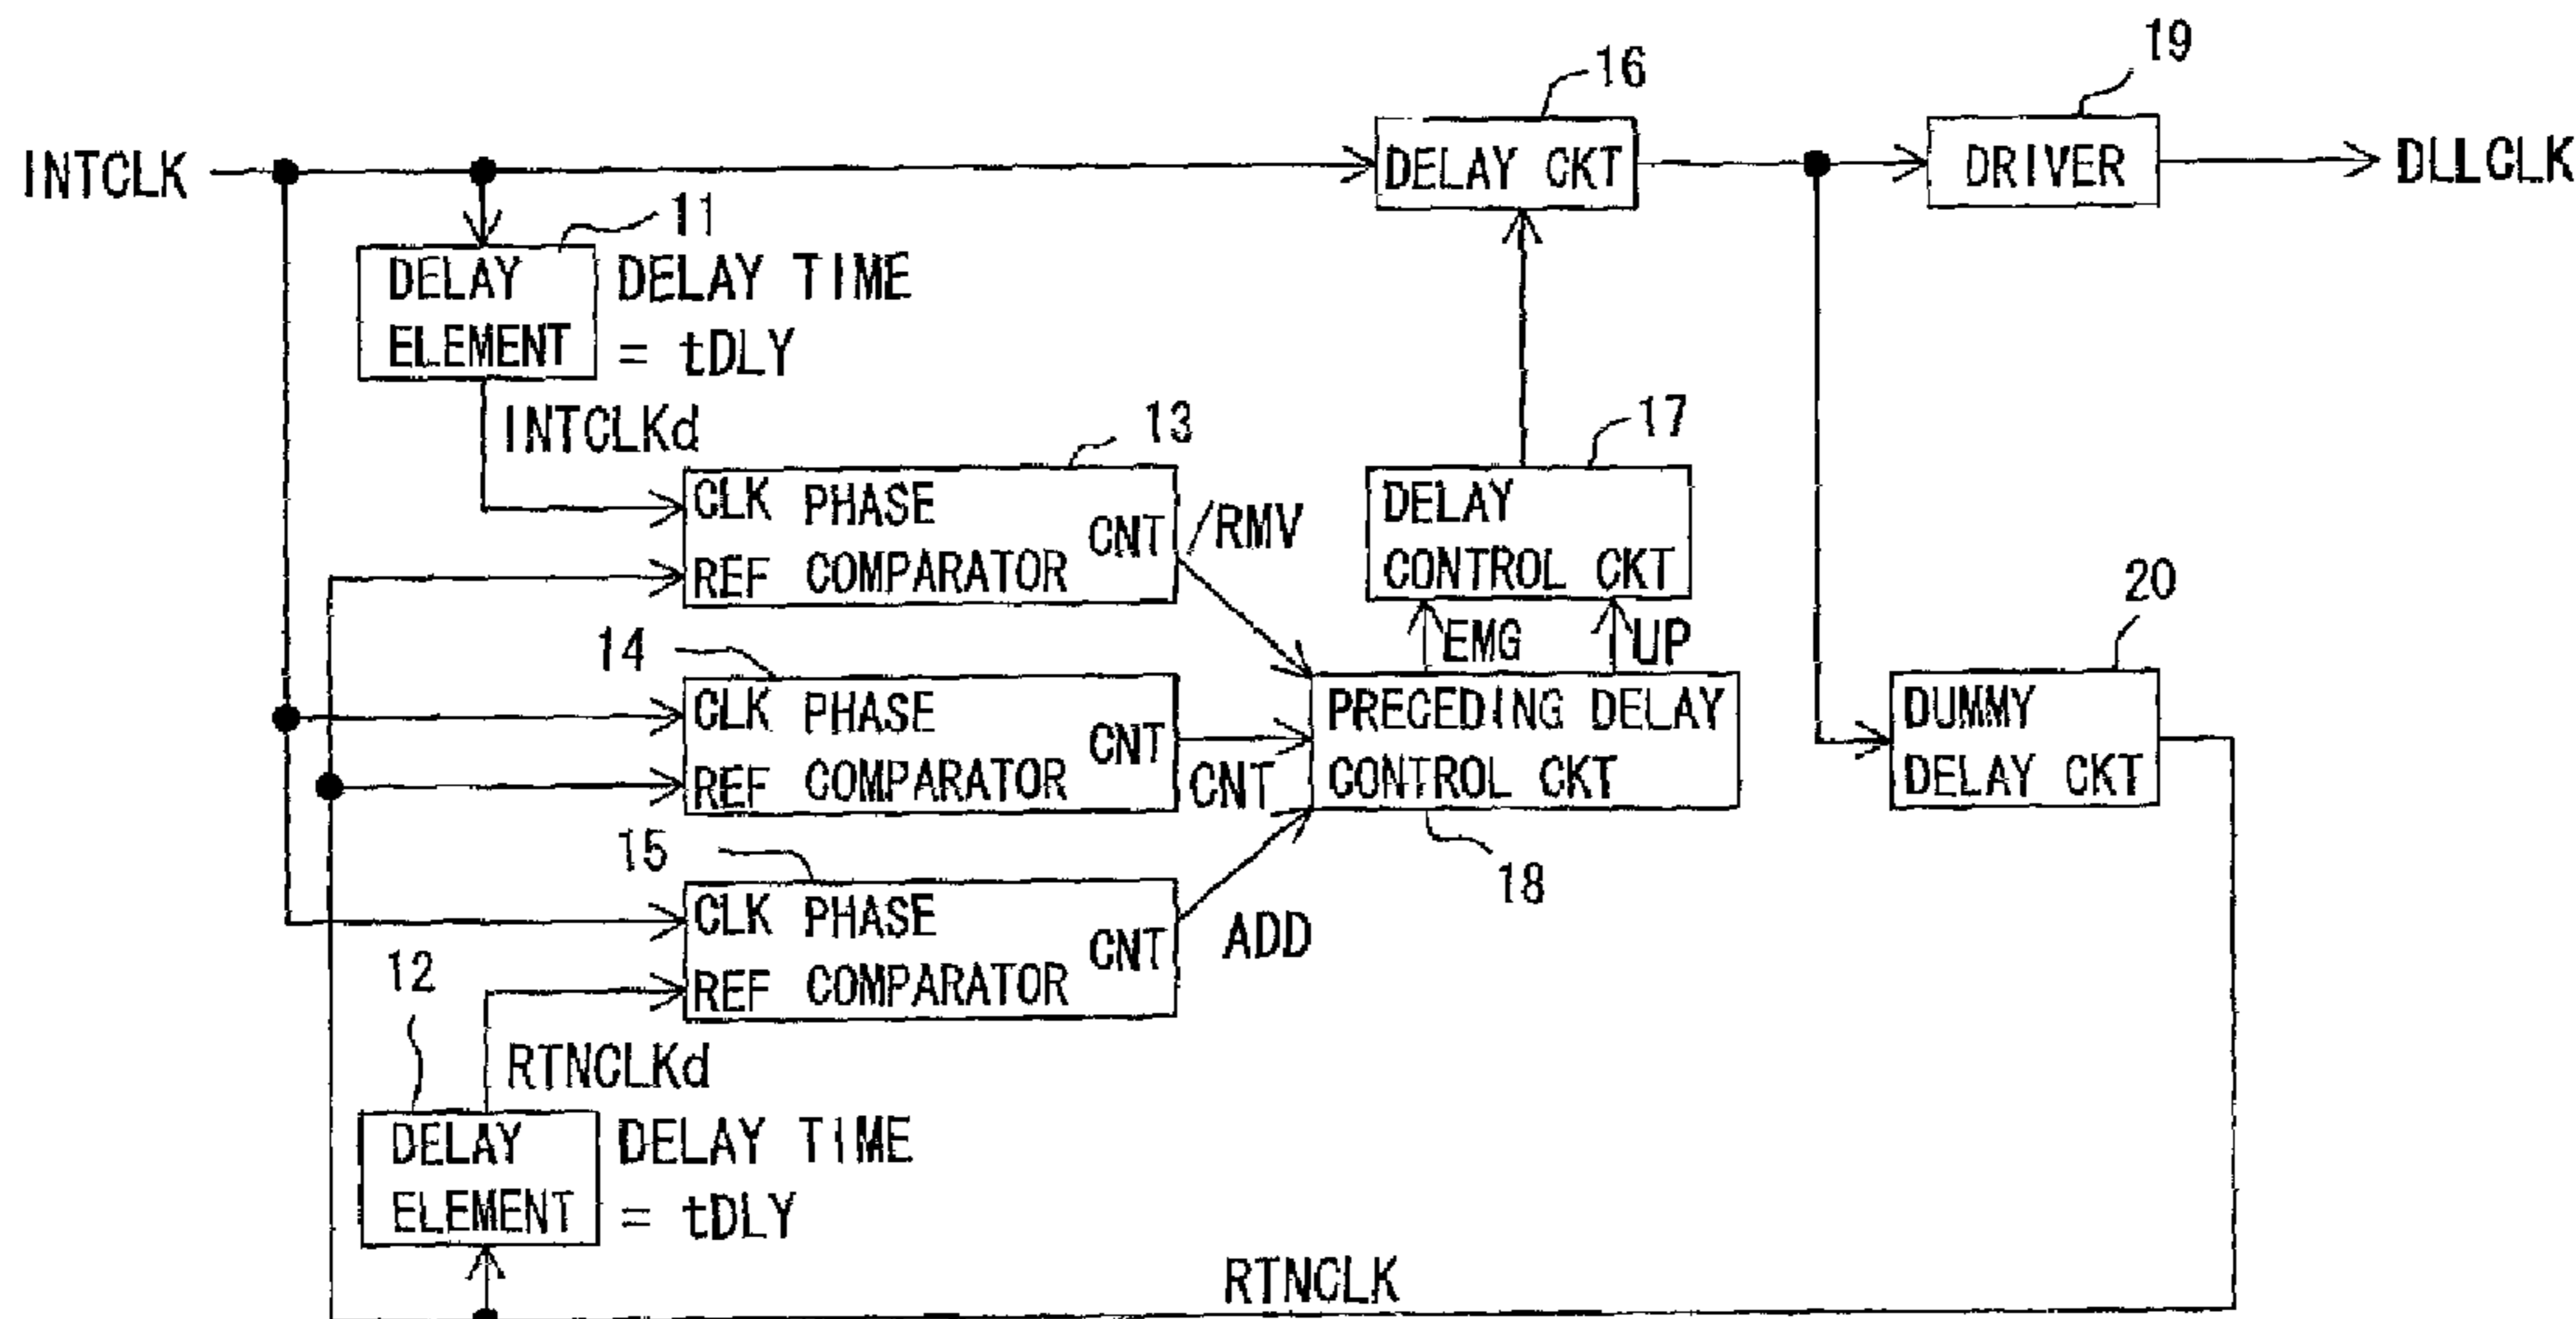 19
16
INTCLK
DELAY CKT
DRIVER
DLLCLK
11
DELAY
ELEMENT
DELAY TIME
= tDLY
INTCLKd
13
CLK PHASE
REF COMPARATOR
CNT
/RMV
17
DELAY
CONTROL CKT
EMG
UP
14
CLK PHASE
REF COMPARATOR
CNT
CNT
PRECEDING DELAY
CONTROL CKT
18
20
DUMMY
DELAY CKT
15
CLK PHASE
REF COMPARATOR
CNT
ADD
12
RTNCLKd
DELAY
ELEMENT
DELAY TIME
= tDLY
RTNCLK